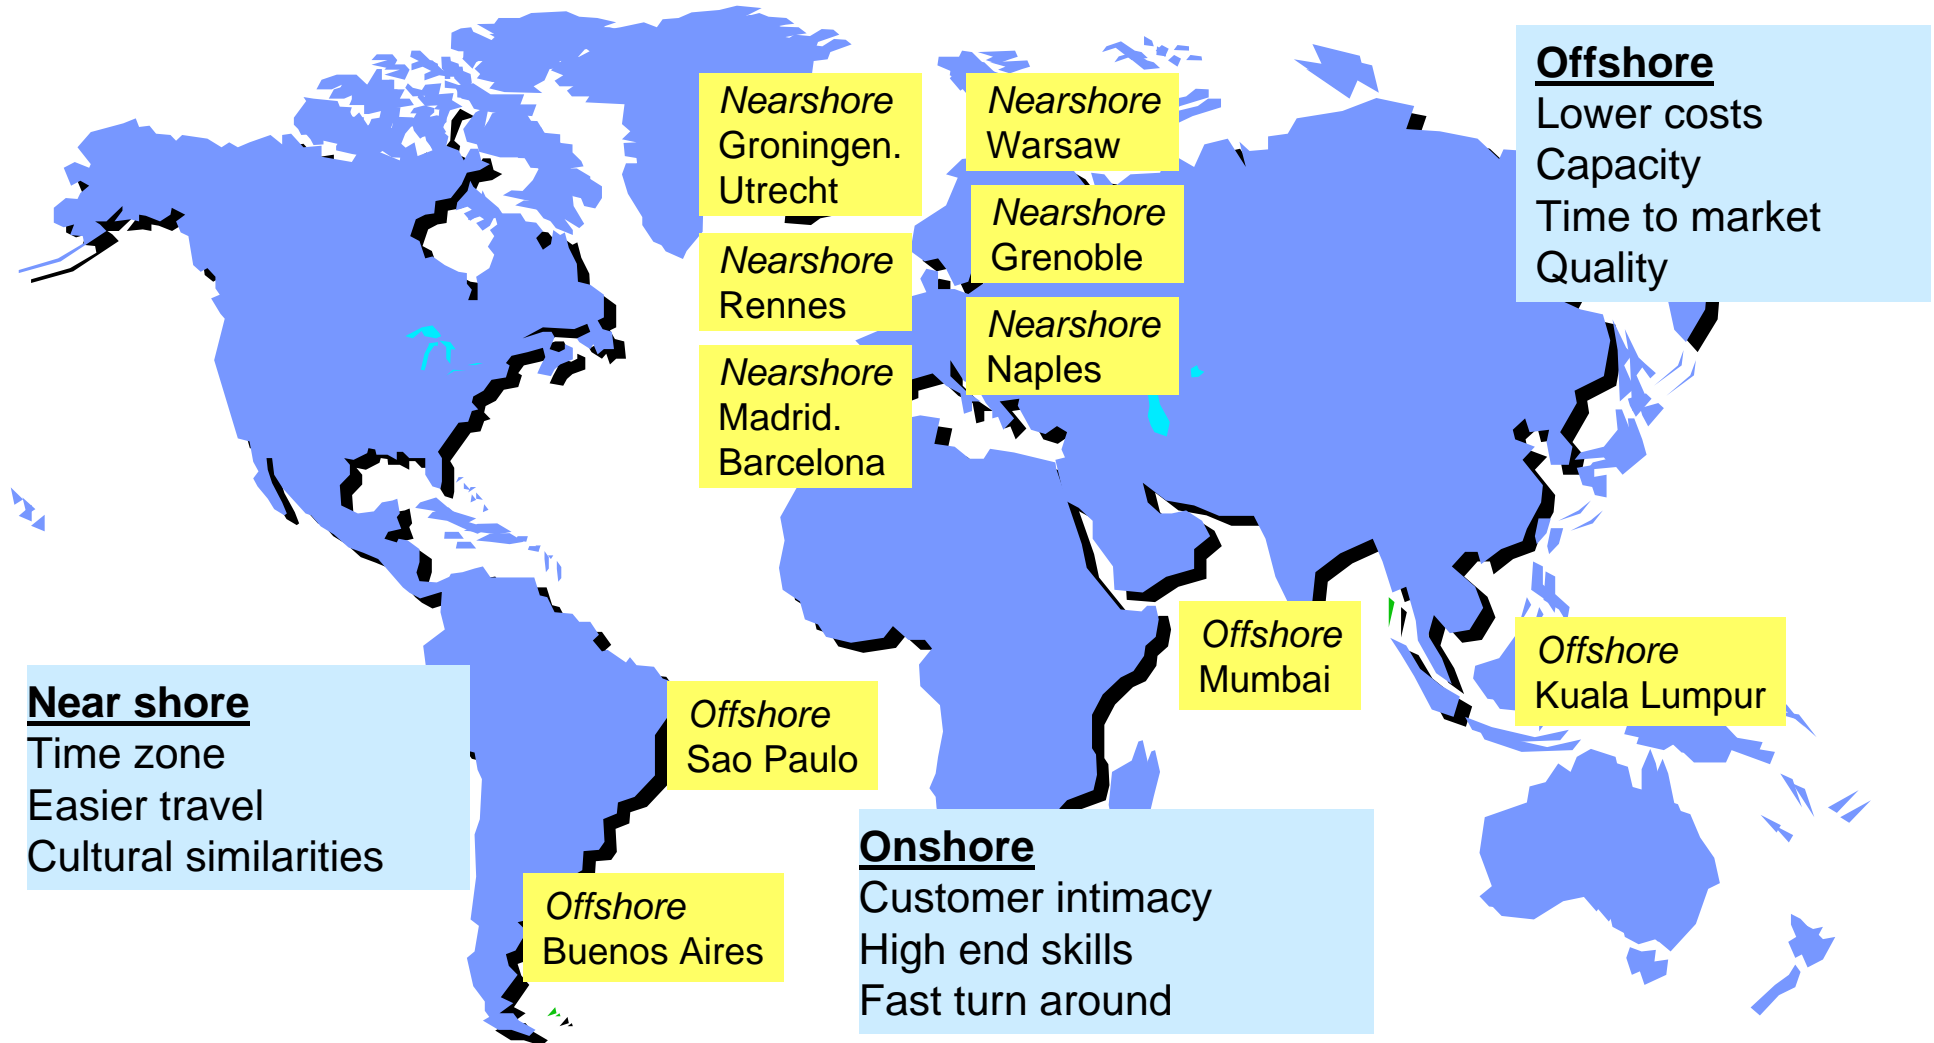 Nearshore
Groningen.
Utrecht
Nearshore
Warsaw
Offshore
Lower costs
Capacity
Time to market
Quality
Nearshore
Grenoble
Nearshore
Rennes
Nearshore
Naples
Nearshore
Madrid.
Barcelona
Offshore
Mumbai
Offshore
Kuala Lumpur
Near shore
Time zone
Easier travel
Cultural similarities
Offshore
Sao Paulo
Onshore
Customer intimacy
High end skills
Fast turn around
Offshore
Buenos Aires